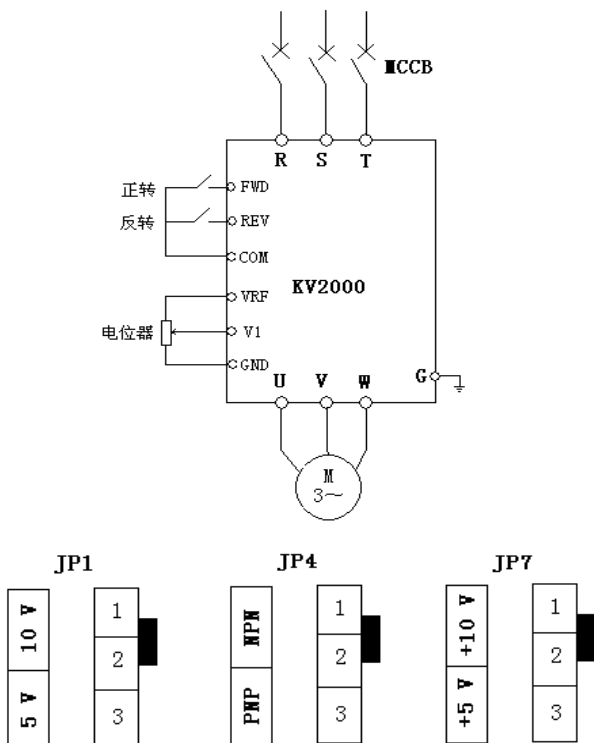 MCCB
R S T
正转 FWD
反转 REV
COM
KV2000
VRF
电位器 V1
GND
U V W G
M
3～
JP1 JP4 JP7
10 V 1 NPN 1 +10 V 1
2 2 2
5 V 3 PNP 3 +5 V 3